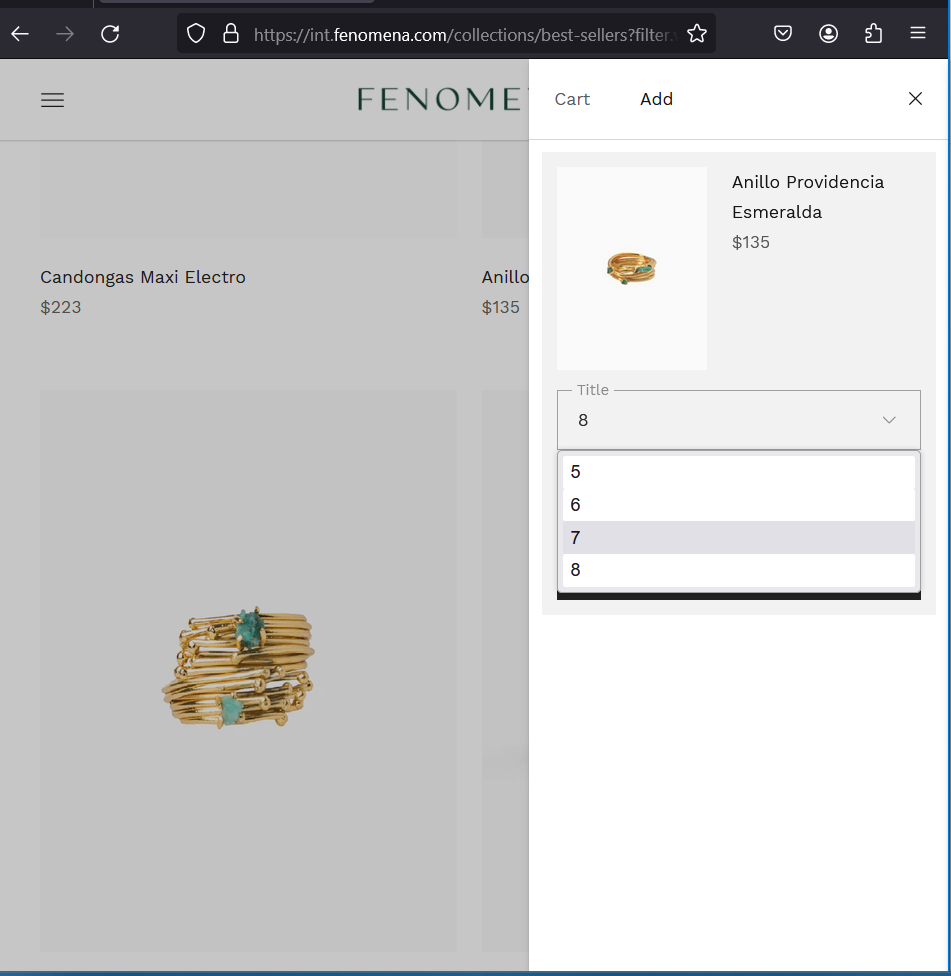 https://int.fenomena.com/collections/best-sellers?filter.
FENOME
Candongas Maxi Electro
$223
Anillo
$135
Cart
Add
Anillo Providencia
Esmeralda
$135
Title
8
5
6
7
8